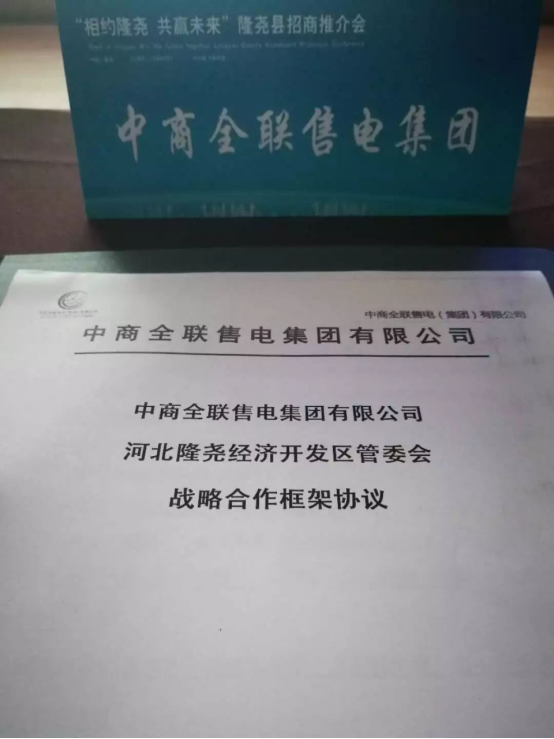 “相约隆尧 共赢未来”隆尧县招商推介会
中商全联售电集团
中商全联售电（集团）有限公司
中商全联售电集团有限公司
中商全联售电集团有限公司
河北隆尧经济开发区管委会
战略合作框架协议